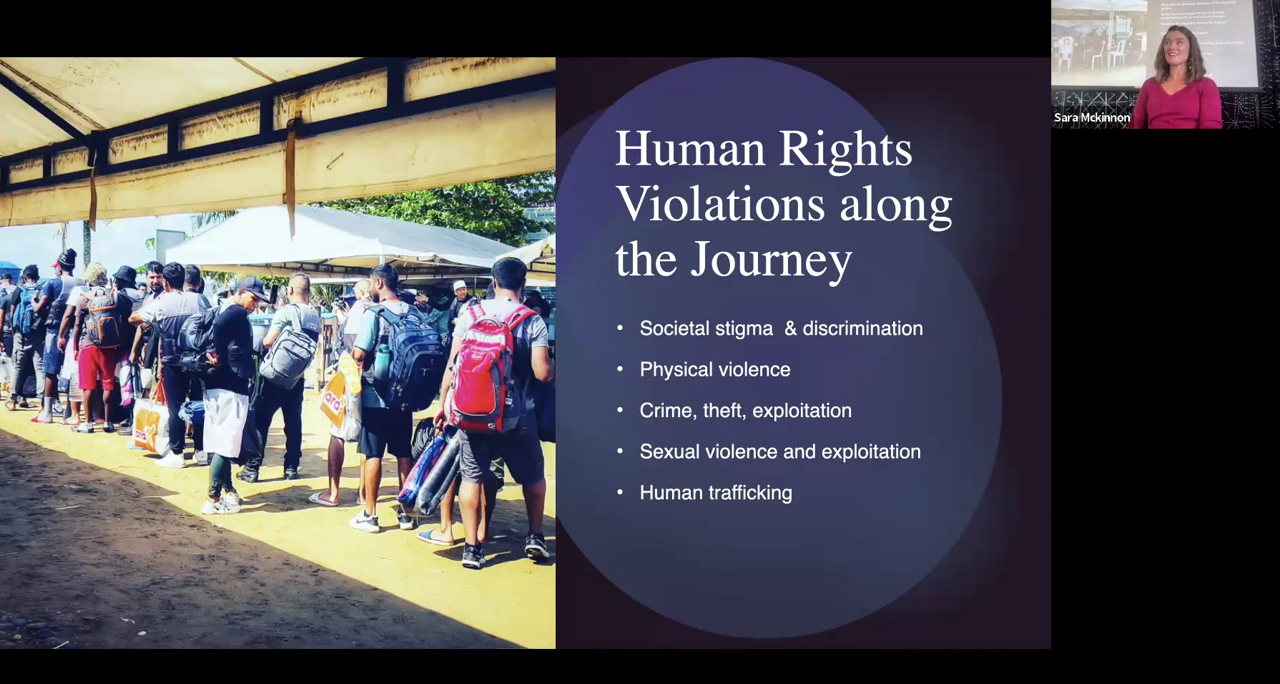 Human Rights
Violations along
the Journey
• Societal stigma & discrimination
• Physical violence
• Crime, theft, exploitation
• Sexual violence and exploitation
• Human trafficking
Sara Mckinnon